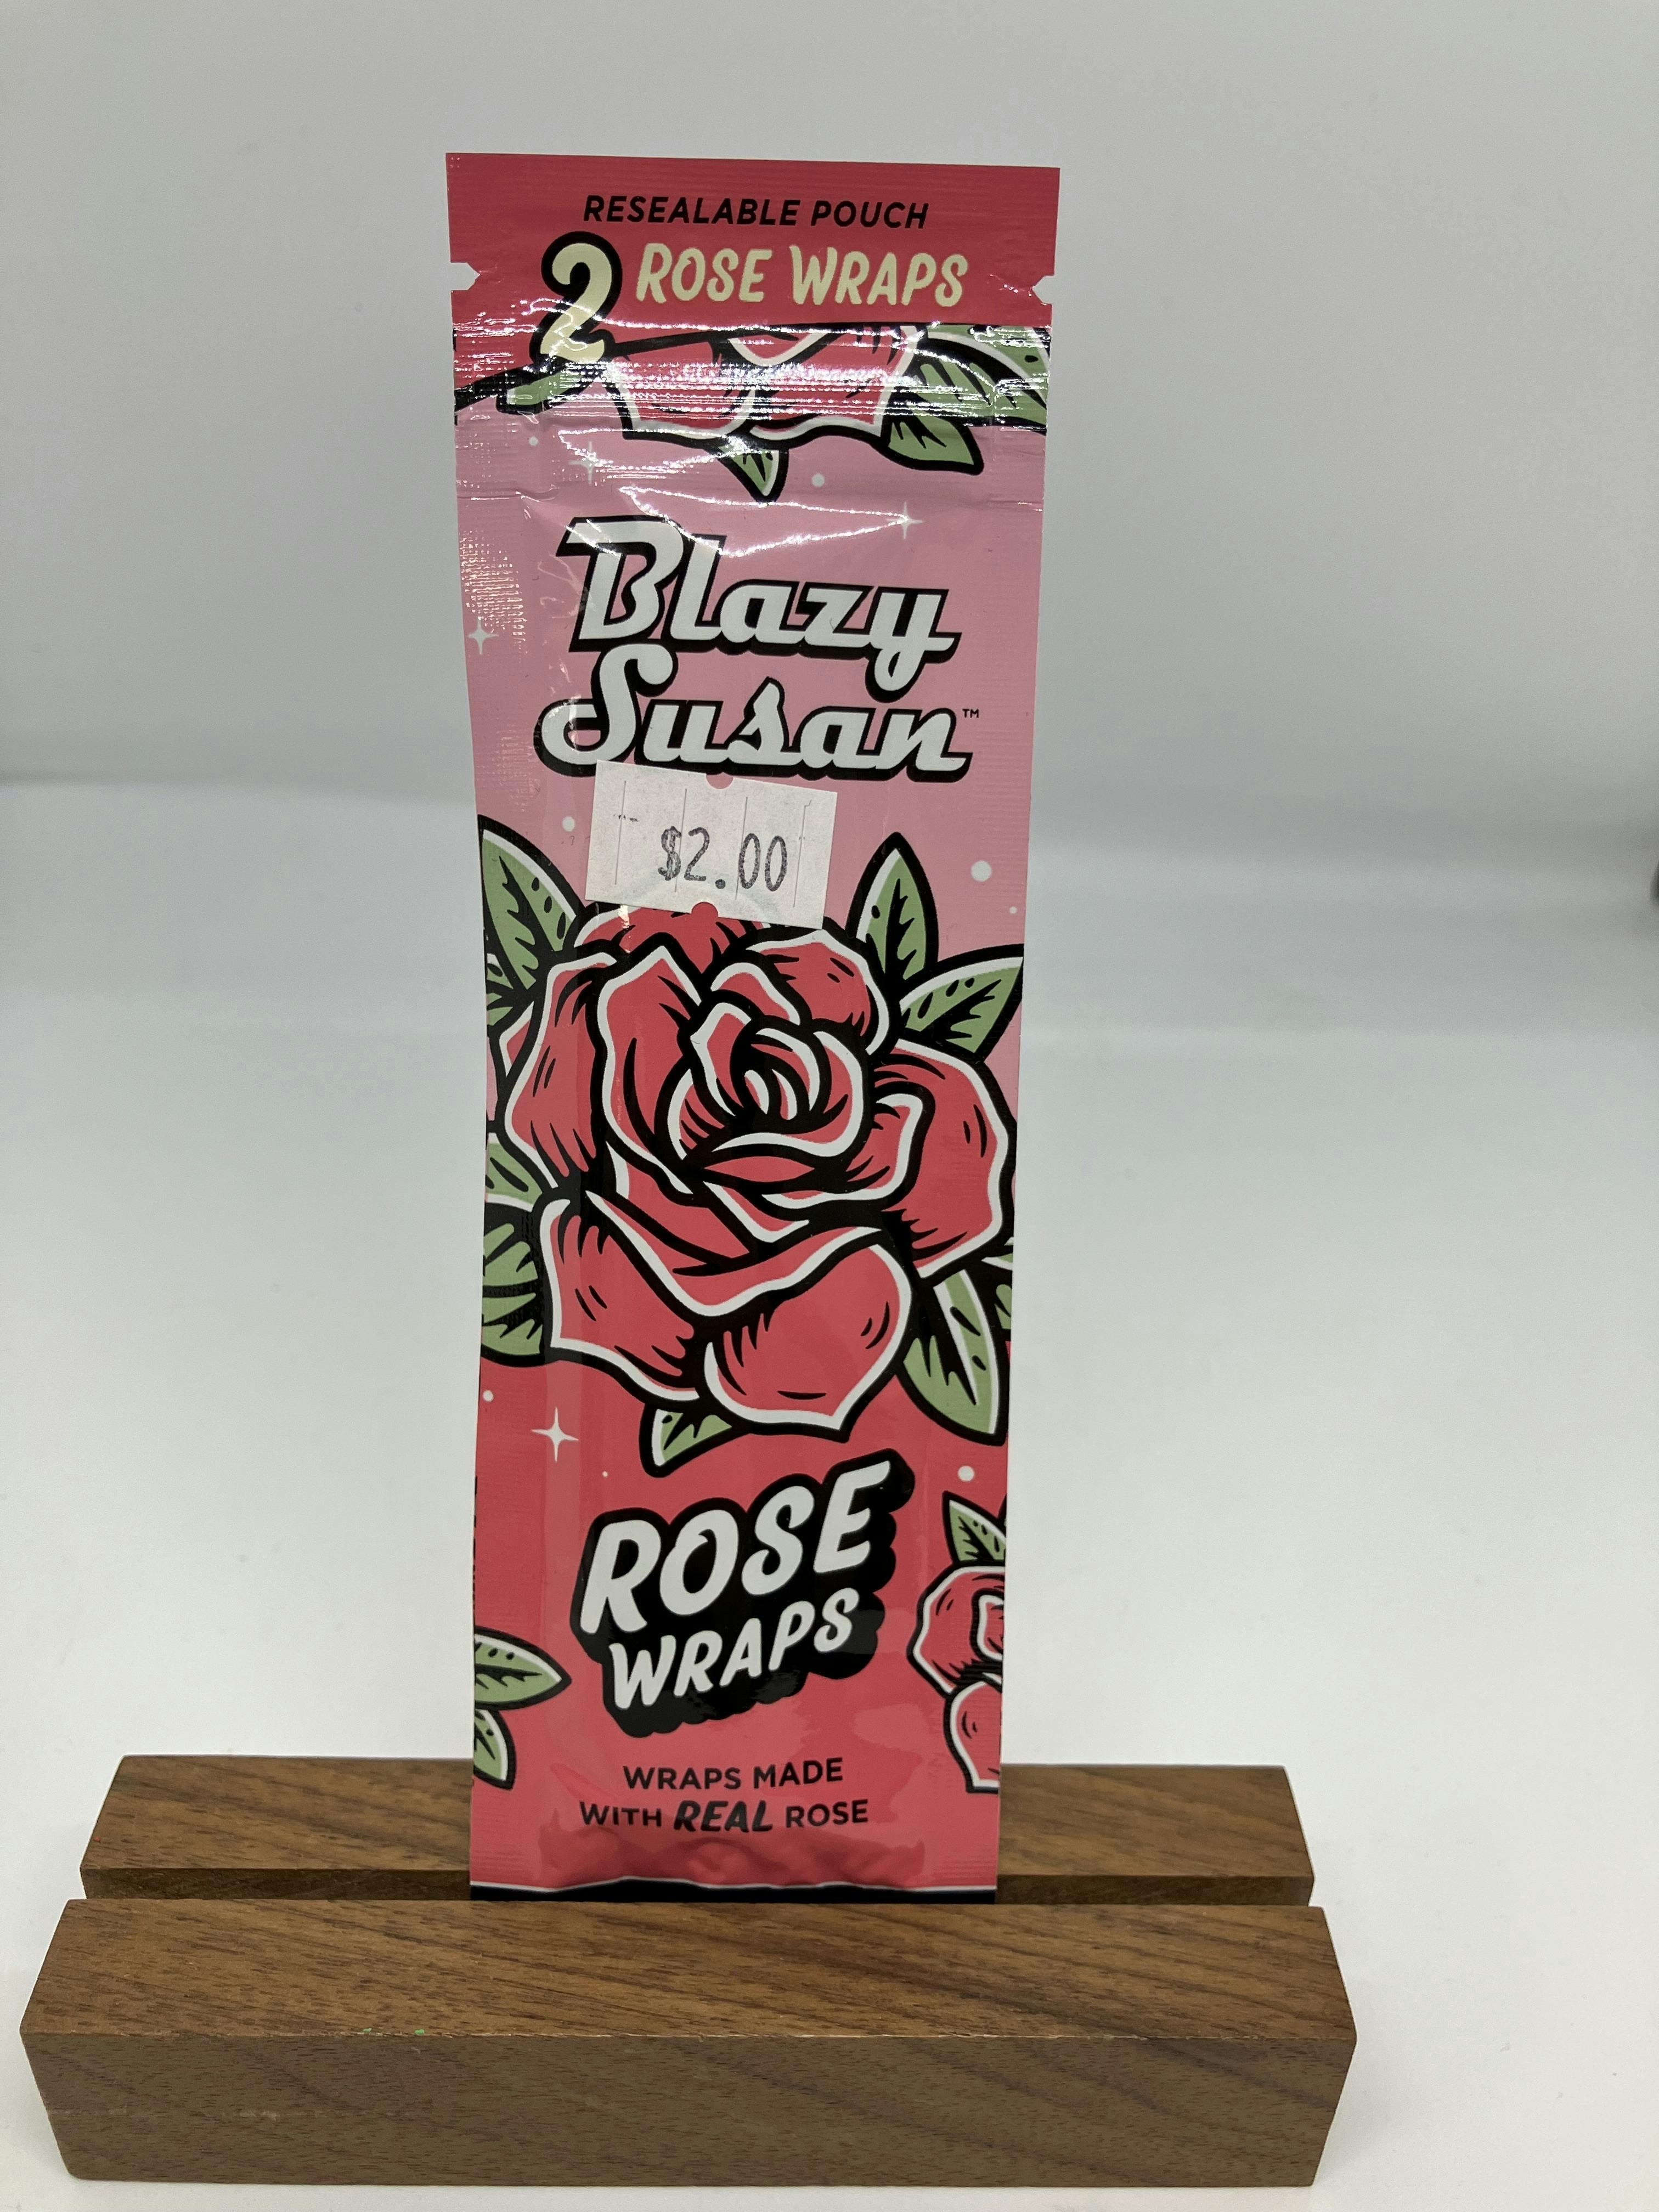 RESEALABLE POUCH
2 ROSE WRAPS
Blazy
Susan™
$2.00
ROSE
WRAPS
WRAPS MADE
WITH REAL ROSE